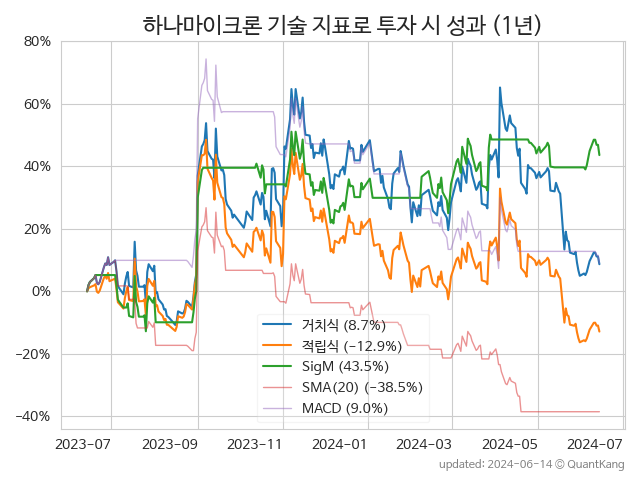 하나마이크론 기술 지표로 투자 시 성과 (1년)
80%
60%
40%
20%
0%
−20%
−40%
거치식 (8.7%)
적립식 (−12.9%)
SigM (43.5%)
SMA(20) (−38.5%)
MACD (9.0%)
2023-07 2023-09 2023-11 2024-01 2024-03 2024-05 2024-07
updated: 2024-06-14 © QuantKang